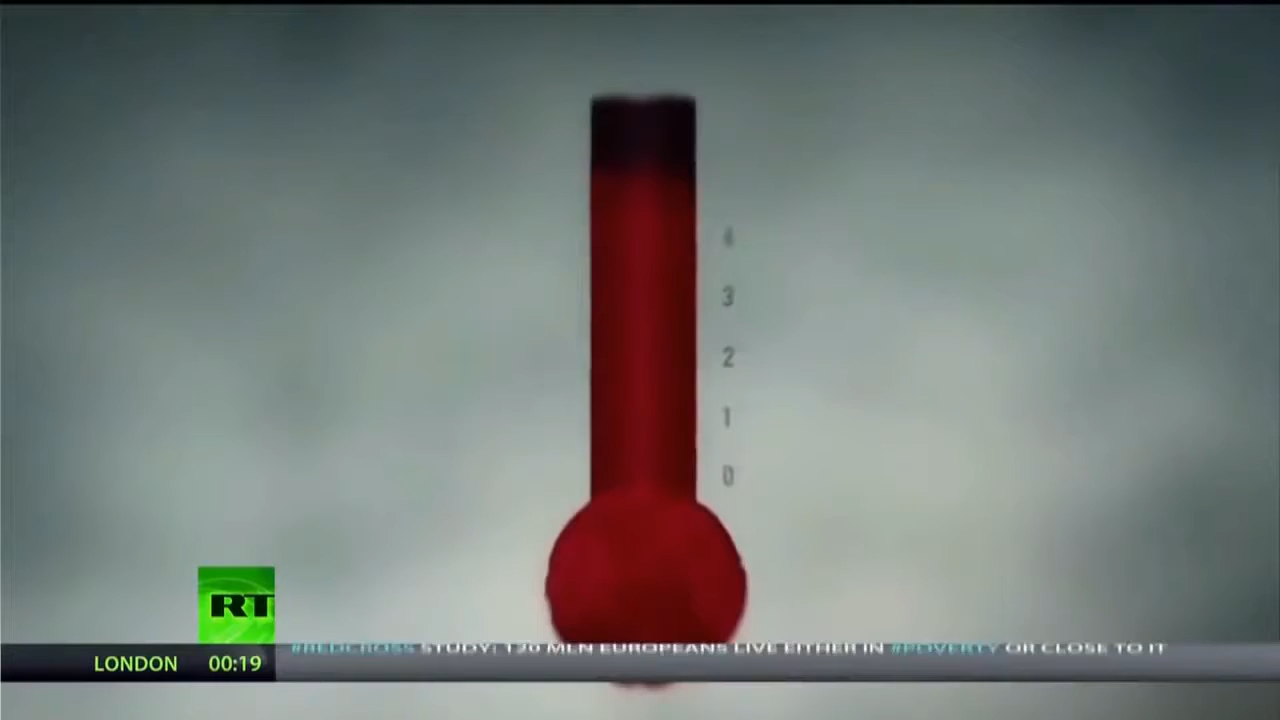 4
3
2
1
0
RT
LONDON 00:19
#REDCROSS STUDY: 120 MLN EUROPEANS LIVE EITHER IN #POVERTY OR CLOSE TO IT